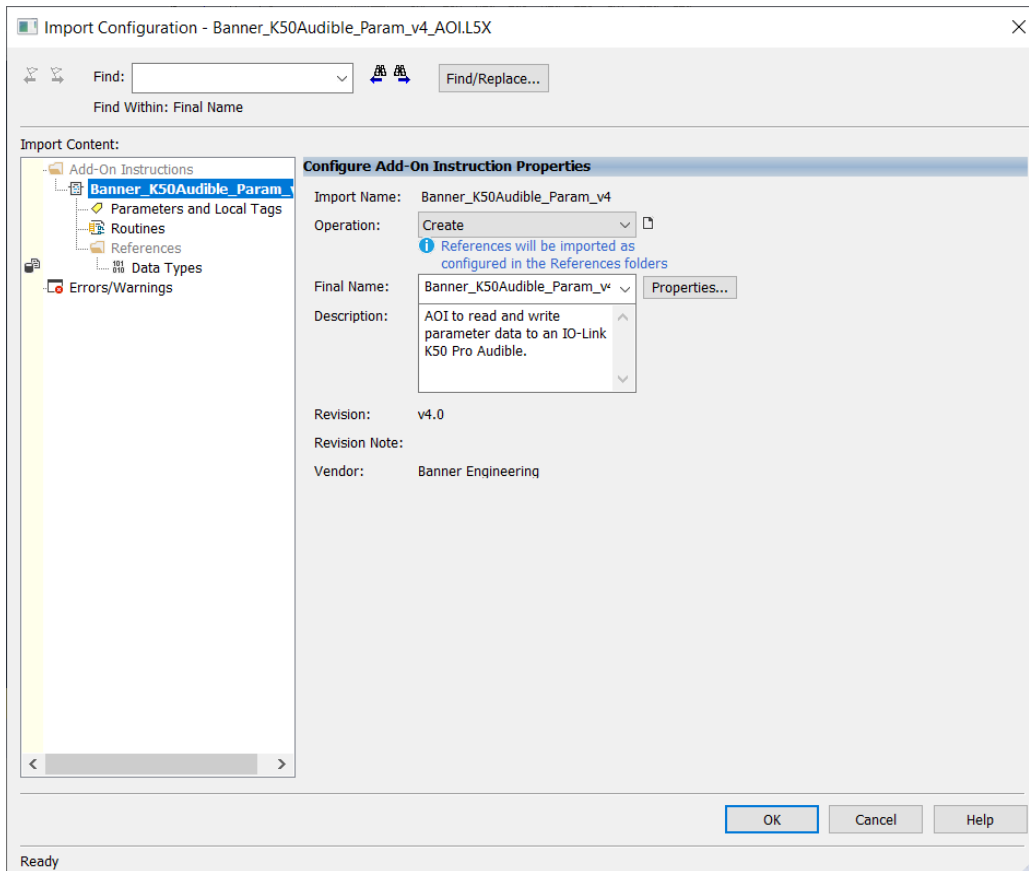 Import Configuration - Banner_K50Audible_Param_v4_AOI.L5X
Find:
Find/Replace...
Find Within: Final Name
Import Content:
Add-On Instructions
Banner_K50Audible_Param_v
Parameters and Local Tags
Routines
References
Data Types
Errors/Warnings
Configure Add-On Instruction Properties
Import Name: Banner_K50Audible_Param_v4
Operation: Create
References will be imported as
configured in the References folders
Final Name: Banner_K50Audible_Param_v4 Properties...
Description: AOI to read and write
parameter data to an IO-Link
K50 Pro Audible.
Revision: v4.0
Revision Note:
Vendor: Banner Engineering
OK Cancel Help
Ready